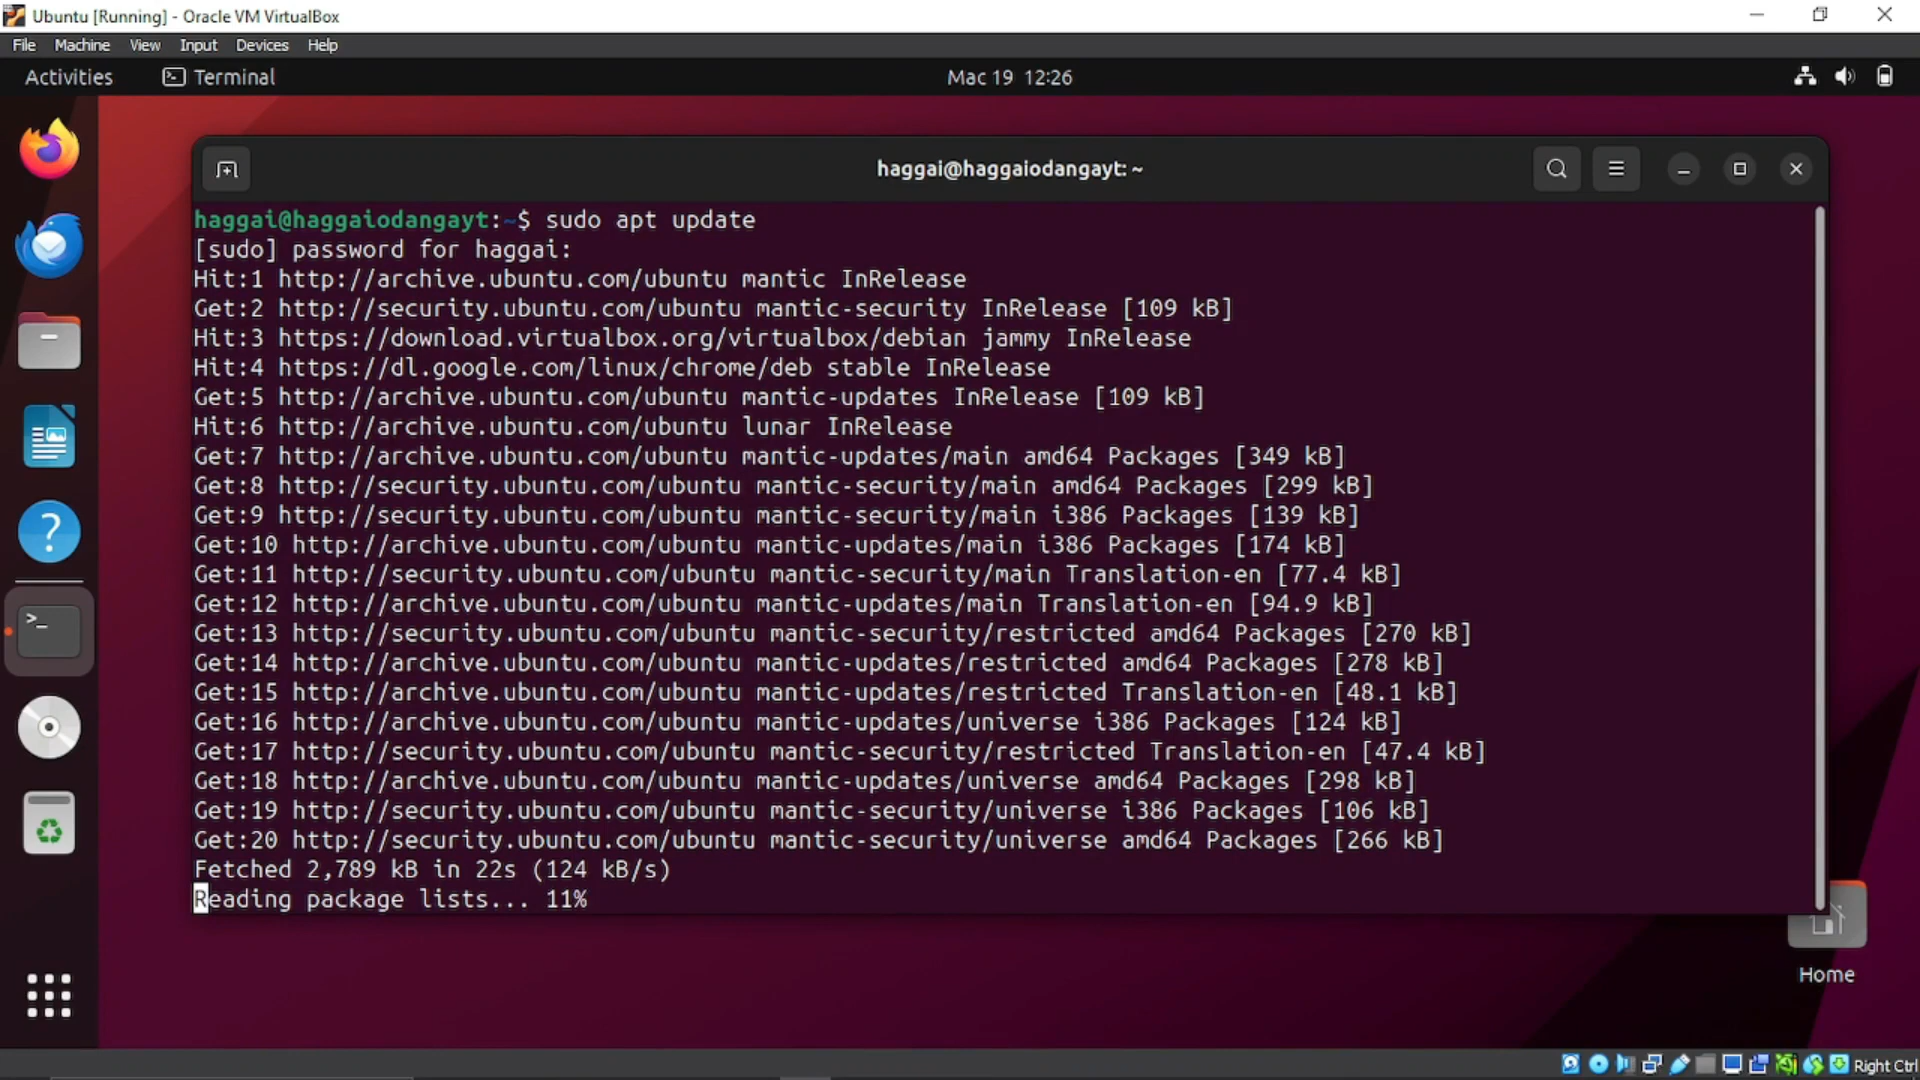 Ubuntu [Running] - Oracle VM VirtualBox
File Machine View Input Devices Help
Activities Terminal Mac 19 12:26
haggai@haggaiodangayt: ~
haggai@haggaiodangayt:~$ sudo apt update
[sudo] password for haggai:
Hit:1 http://archive.ubuntu.com/ubuntu mantic InRelease
Get:2 http://security.ubuntu.com/ubuntu mantic-security InRelease [109 kB]
Hit:3 https://download.virtualbox.org/virtualbox/debian jammy InRelease
Hit:4 https://dl.google.com/linux/chrome/deb stable InRelease
Get:5 http://archive.ubuntu.com/ubuntu mantic-updates InRelease [109 kB]
Hit:6 http://archive.ubuntu.com/ubuntu lunar InRelease
Get:7 http://archive.ubuntu.com/ubuntu mantic-updates/main amd64 Packages [349 kB]
Get:8 http://security.ubuntu.com/ubuntu mantic-security/main amd64 Packages [299 kB]
Get:9 http://security.ubuntu.com/ubuntu mantic-security/main i386 Packages [139 kB]
Get:10 http://archive.ubuntu.com/ubuntu mantic-updates/main i386 Packages [174 kB]
Get:11 http://security.ubuntu.com/ubuntu mantic-security/main Translation-en [77.4 kB]
Get:12 http://archive.ubuntu.com/ubuntu mantic-updates/main Translation-en [94.9 kB]
Get:13 http://security.ubuntu.com/ubuntu mantic-security/restricted amd64 Packages [270 kB]
Get:14 http://archive.ubuntu.com/ubuntu mantic-updates/restricted amd64 Packages [278 kB]
Get:15 http://archive.ubuntu.com/ubuntu mantic-updates/restricted Translation-en [48.1 kB]
Get:16 http://archive.ubuntu.com/ubuntu mantic-updates/universe i386 Packages [124 kB]
Get:17 http://security.ubuntu.com/ubuntu mantic-security/restricted Translation-en [47.4 kB]
Get:18 http://archive.ubuntu.com/ubuntu mantic-updates/universe amd64 Packages [298 kB]
Get:19 http://security.ubuntu.com/ubuntu mantic-security/universe i386 Packages [106 kB]
Get:20 http://security.ubuntu.com/ubuntu mantic-security/universe amd64 Packages [266 kB]
Fetched 2,789 kB in 22s (124 kB/s)
Reading package lists... 11%
Home
Right Ctrl